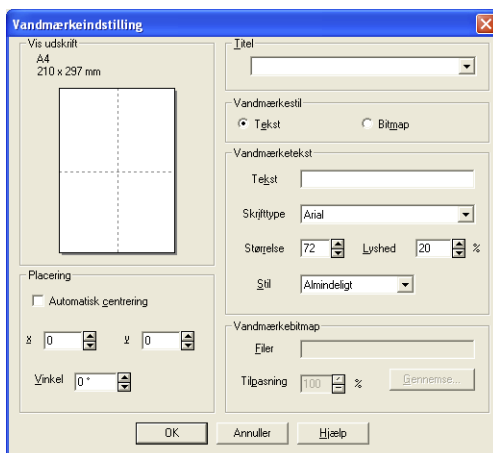 Vandmærkeindstilling
Vis udskrift
A4
210 x 297 mm
Placering
Automatisk centrering
x 0 y 0
Vinkel 0 °
Titel
Vandmærkestil
Tekst Bitmap
Vandmærketekst
Tekst
Skrifttype Arial
Størrelse 72 Lyshed 20 %
Stil Almindeligt
Vandmærkebitmap
Filer
Tilpasning 100 % Gennemse...
OK Annuller Hjælp